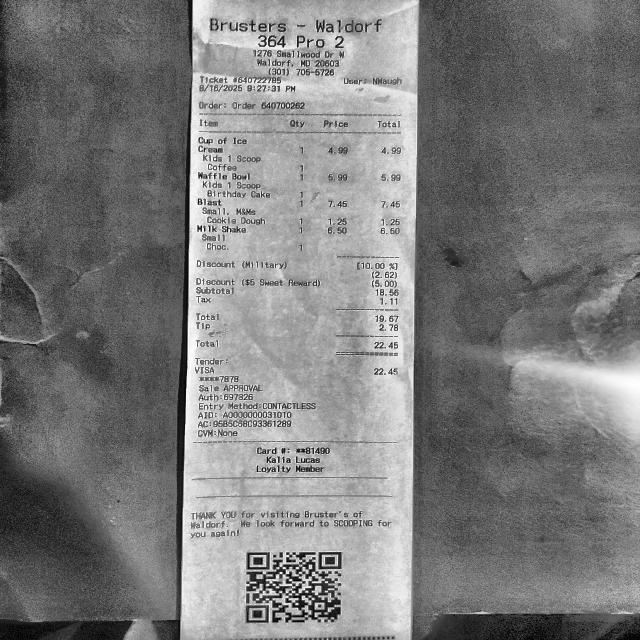 Brusters - Waldorf
364 Pro 2
1276 Smallwood Dr W
Waldorf, MD 20603
(301) 705-5726
Ticket #640722785 User: NWaugh
8/16/2025 9:27:31 PM
Order: Order 640700262
Item Qty Price Total
Cup of Ice
Cream 1 4.99 4.99
Kids 1 Scoop
Coffee 1
Waffle Bowl 1 5.99 5.99
Kids 1 Scoop
Birthday Cake 1
Blast 1 7.45 7.45
Small, M&Ms
Cookie Dough 1 1.25 1.25
Milk Shake 1 6.50 6.50
Small
Choc. 1
Discount (Military) [10.00 %]
(2.62)
Discount ($5 Sweet Reward) (5.00)
Subtotal 18.56
Tax 1.11
Total 19.67
Tip 2.78
Total 22.45
Tender:
VISA 22.45
****7878
Sale APPROVAL
Auth:697826
Entry Method:CONTACTLESS
AID: A0000000031010
AC:95B5C68C93361289
CVM:None
Card #: **81490
Kalia Lucas
Loyalty Member
THANK YOU for visiting Bruster's of
Waldorf. We look forward to SCOOPING for
you again!